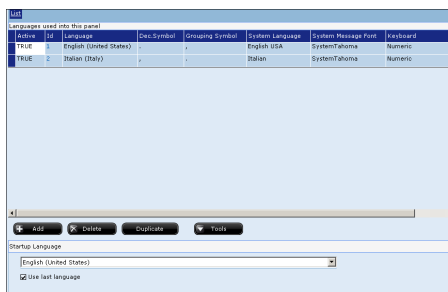 List
Languages used into this panel
Active Id Language Dec.Symbol Grouping Symbol System Language System Message Font Keyboard
TRUE 1 English (United States) . , English USA SystemTahoma Numeric
TRUE 2 Italian (Italy) , . Italian SystemTahoma Numeric
Add Delete Duplicate Tools
Startup Language
English (United States)
Use last language